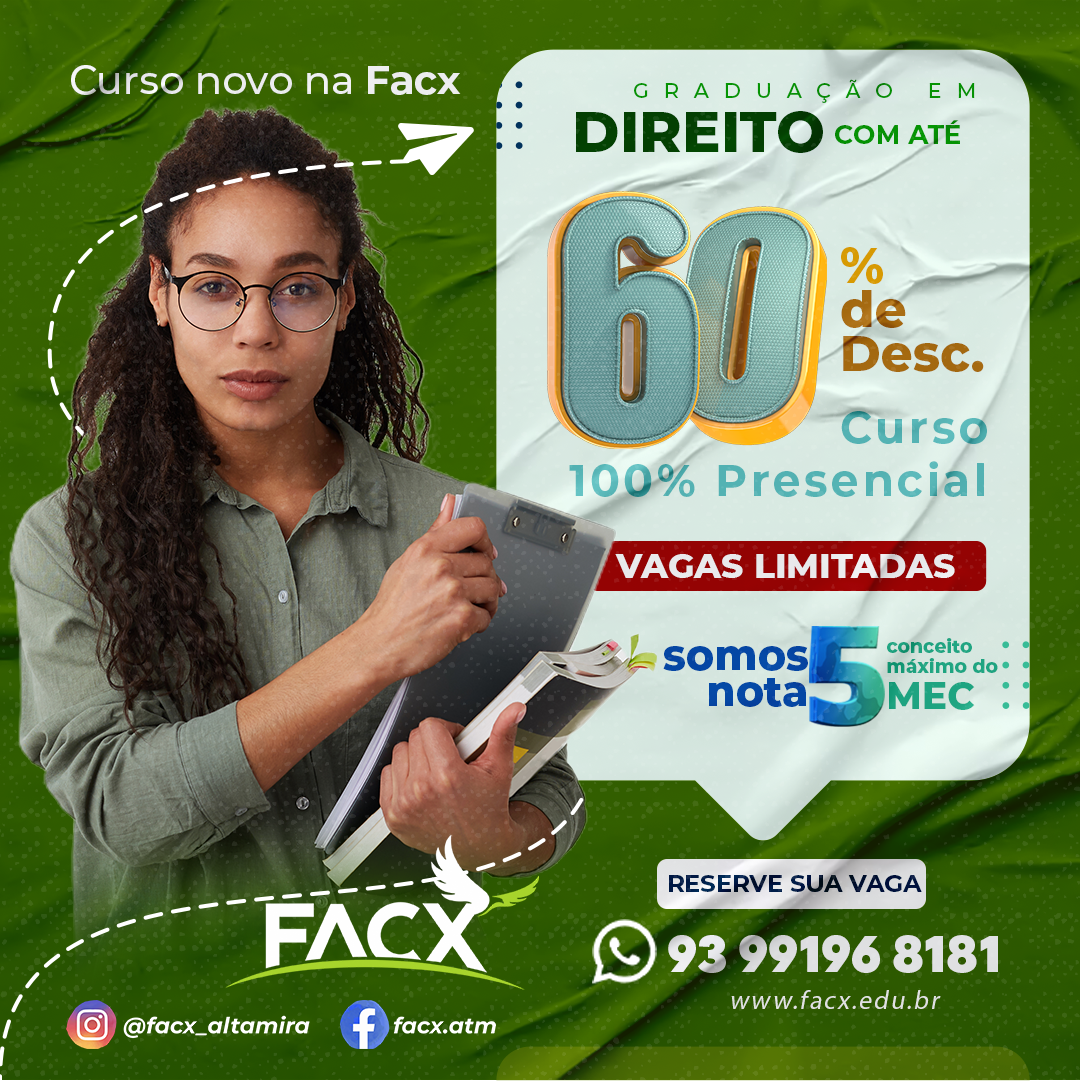 Curso novo na Facx
GRADUAÇÃO EM
DIREITO COM ATÉ
60
%
de
Desc.
Curso
100% Presencial
VAGAS LIMITADAS
somos
nota
5
conceito
máximo do
MEC
RESERVE SUA VAGA
93 99196 8181
www.facx.edu.br
FACX
@facx_altamira
facx.atm